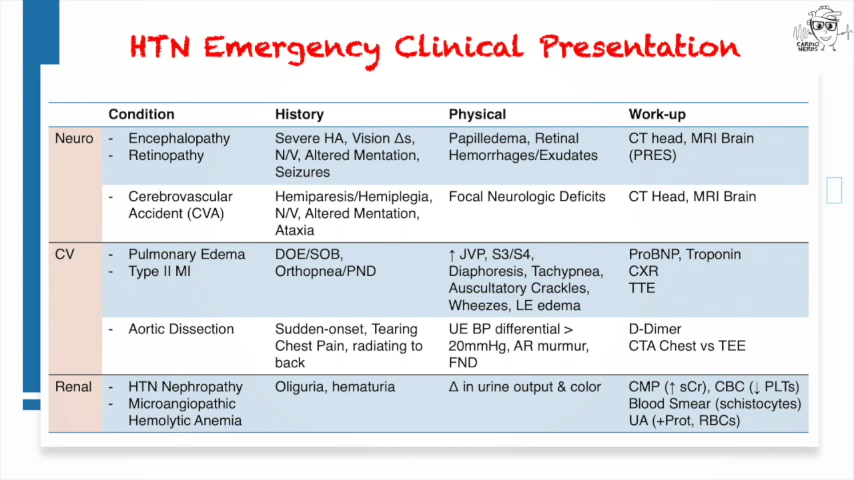 HTN Emergency Clinical Presentation
CARDIO
NERDS
Condition History Physical Work-up
Neuro - Encephalopathy Severe HA, Vision Δs, Papilledema, Retinal CT head, MRI Brain
- Retinopathy N/V, Altered Mentation, Hemorrhages/Exudates (PRES)
Seizures
- Cerebrovascular Hemiparesis/Hemiplegia, Focal Neurologic Deficits CT Head, MRI Brain
Accident (CVA) N/V, Altered Mentation,
Ataxia
CV - Pulmonary Edema DOE/SOB, ↑ JVP, S3/S4, ProBNP, Troponin
- Type II MI Orthopnea/PND Diaphoresis, Tachypnea, CXR
Auscultatory Crackles, TTE
Wheezes, LE edema
- Aortic Dissection Sudden-onset, Tearing UE BP differential > D-Dimer
Chest Pain, radiating to 20mmHg, AR murmur, CTA Chest vs TEE
back FND
Renal - HTN Nephropathy Oliguria, hematuria Δ in urine output & color CMP (↑ sCr), CBC (↓ PLTs)
- Microangiopathic Blood Smear (schistocytes)
Hemolytic Anemia UA (+Prot, RBCs)